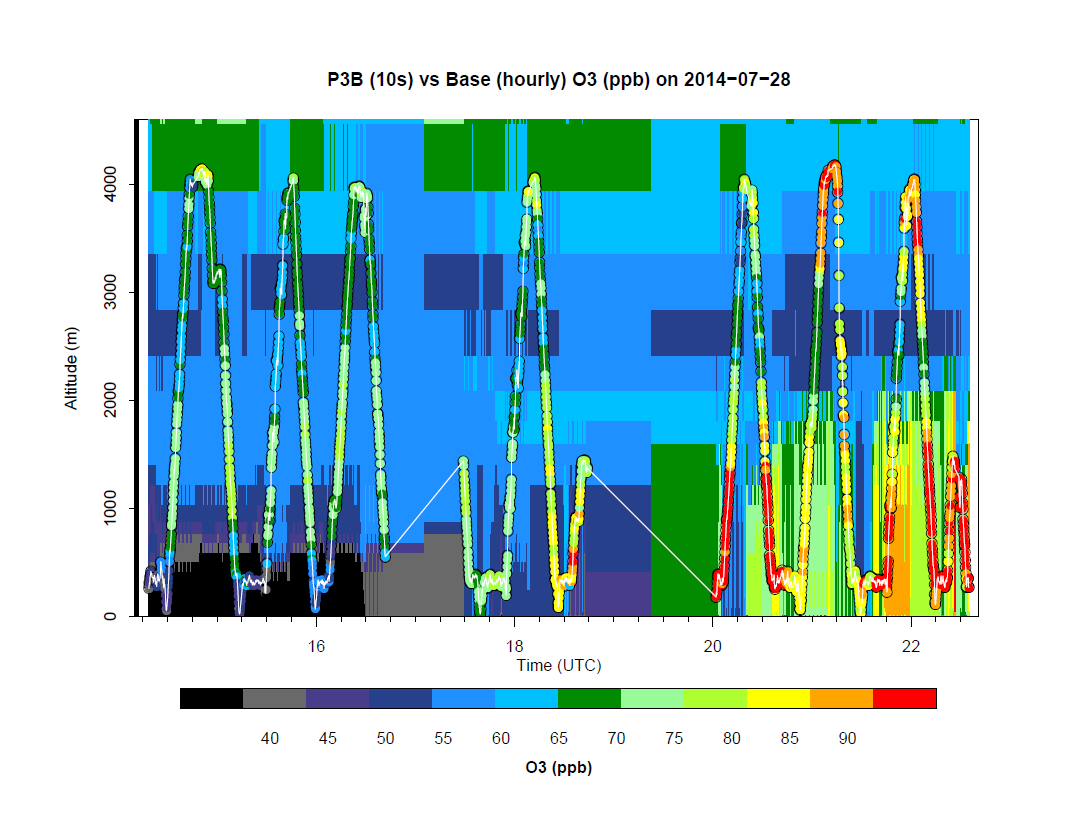 P3B (10s) vs Base (hourly) O3 (ppb) on 2014−07−28
Altitude (m)
4000
3000
2000
1000
0
16 18 20 22
Time (UTC)
40 45 50 55 60 65 70 75 80 85 90
O3 (ppb)